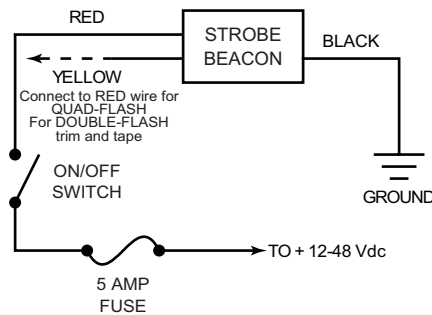 RED
STROBE
BEACON
BLACK
YELLOW
Connect to RED wire for
QUAD-FLASH
For DOUBLE-FLASH
trim and tape
ON/OFF
SWITCH
GROUND
TO + 12-48 Vdc
5 AMP
FUSE